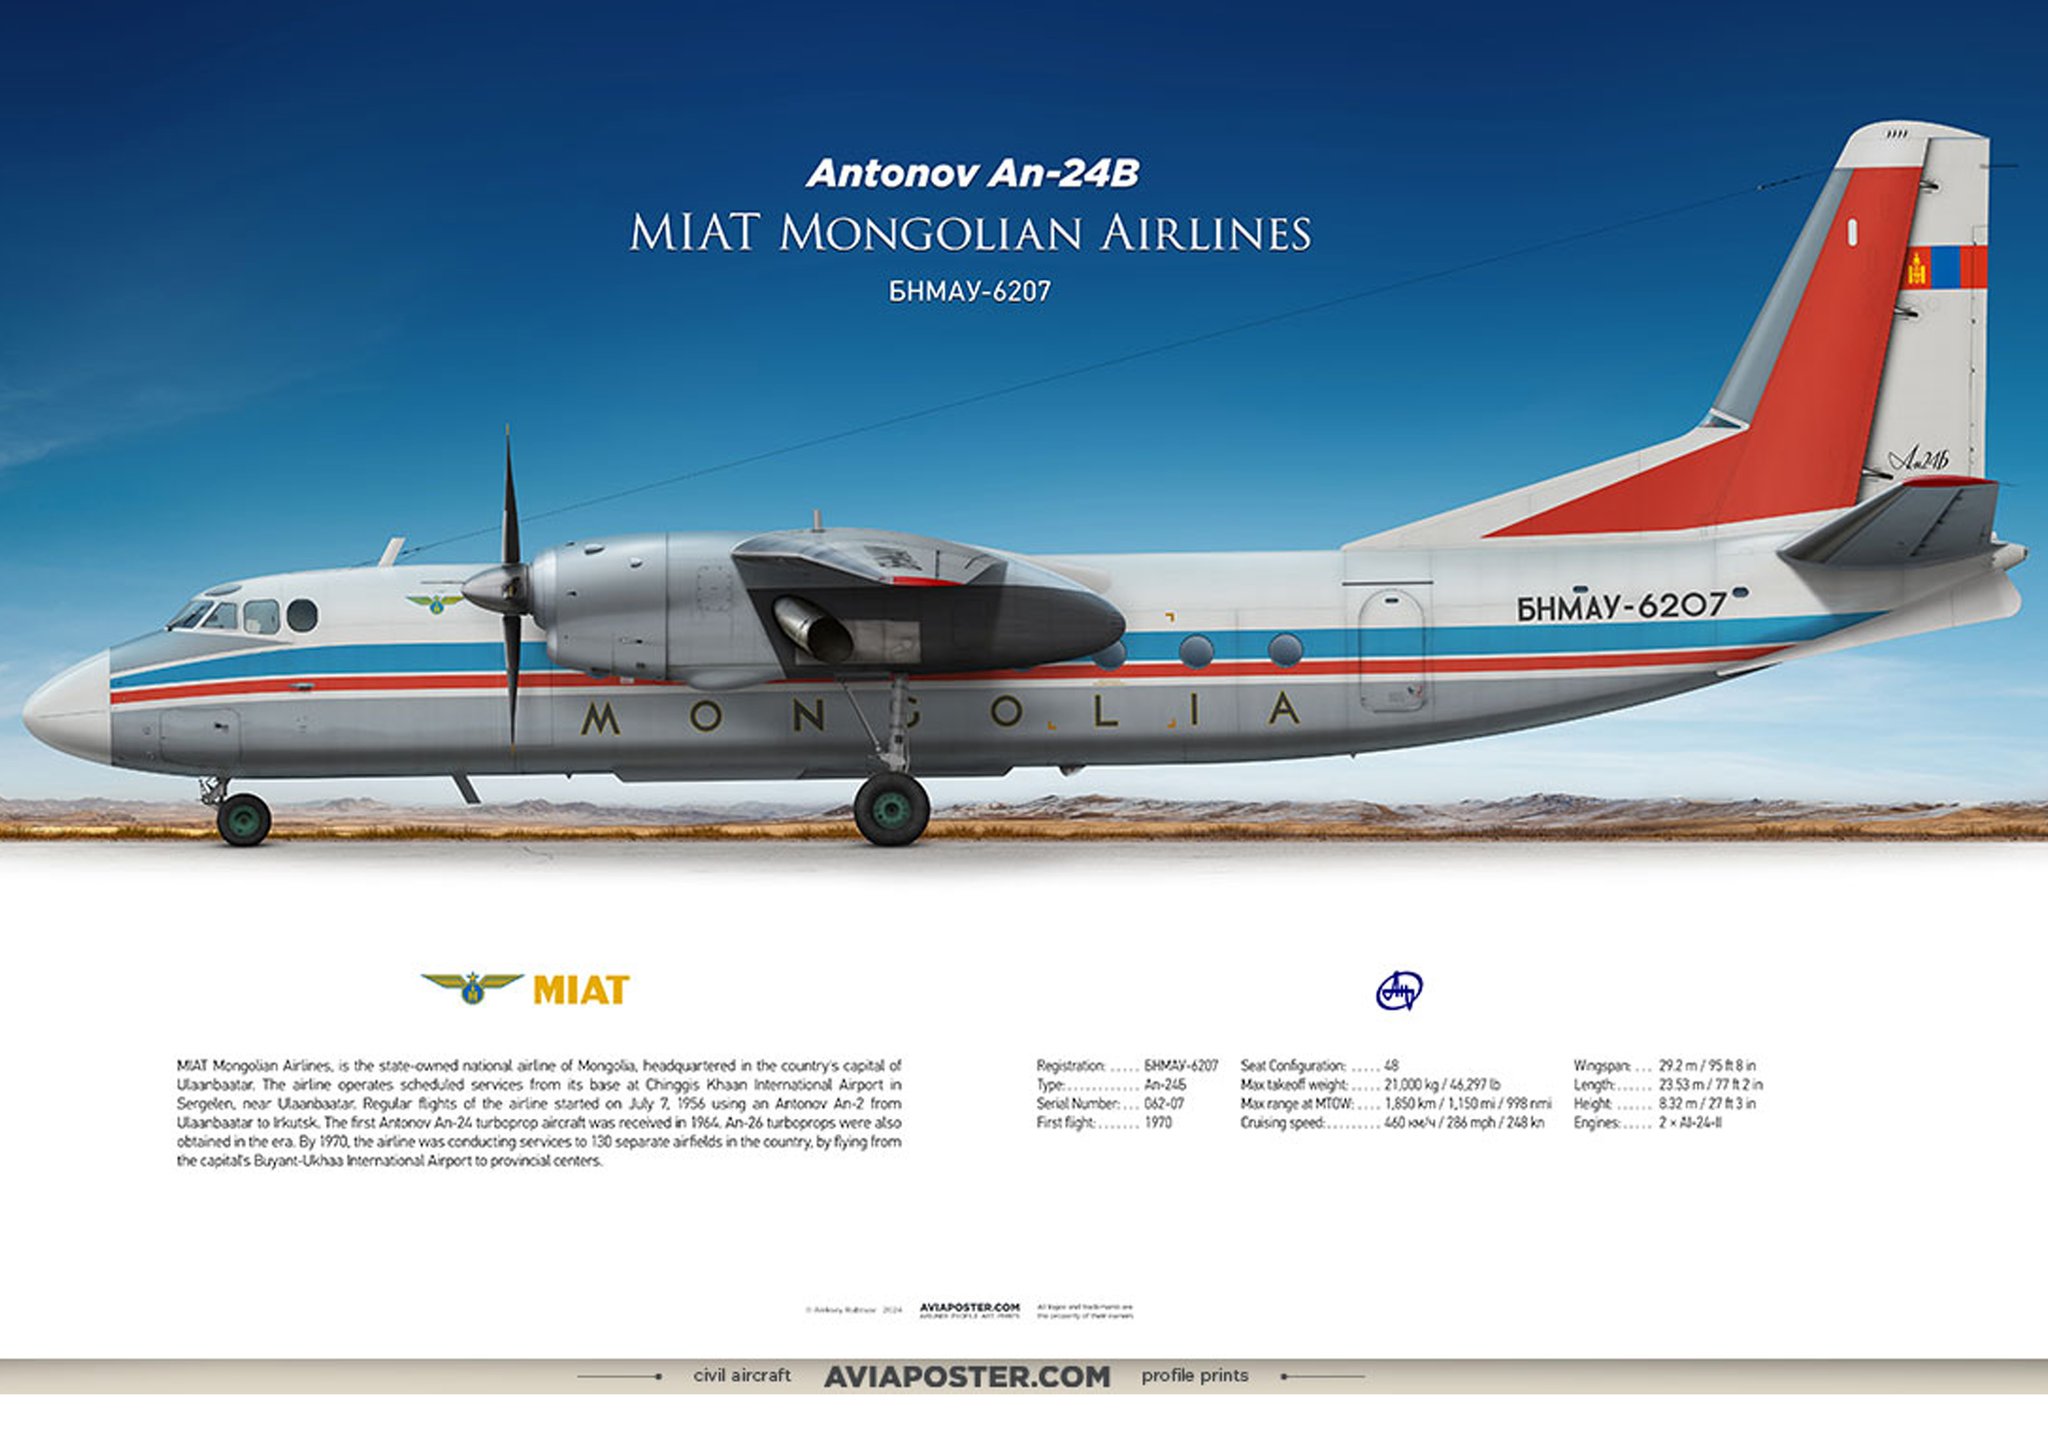 Antonov An-24B
MIAT MONGOLIAN AIRLINES
БНМАУ-6207
Ан24Б
БНМАУ-6207
MONGOLIA
MIAT
MIAT Mongolian Airlines, is the state-owned national airline of Mongolia, headquartered in the country's capital of
Ulaanbaatar. The airline operates scheduled services from its base at Chinggis Khaan International Airport in
Sergelen, near Ulaanbaatar. Regular flights of the airline started on July 7, 1956 using an Antonov An-2 from
Ulaanbaatar to Irkutsk. The first Antonov An-24 turboprop aircraft was received in 1964. An-26 turboprops were also
obtained in the era. By 1970, the airline was conducting services to 130 separate airfields in the country, by flying from
the capital's Buyant-Ukhaa International Airport to provincial centers.
Registration: ..... БНМАУ-6207
Type: ............ Ан-24Б
Serial Number: ... 062-07
First flight: ....... 1970
Seat Configuration: ..... 48
Max takeoff weight: ..... 21,000 kg / 46,297 lb
Max range at MTOW: .... 1,850 km / 1,150 mi / 998 nmi
Cruising speed: ......... 460 км/ч / 286 mph / 248 kn
Wingspan: ... 29.2 m / 95 ft 8 in
Length: ...... 23.53 m / 77 ft 2 in
Height: ...... 8.32 m / 27 ft 3 in
Engines: ..... 2 × AI-24-II
2024
AVIAPOSTER.COM
AIRLINER PROFILE ART PRINTS
All logos and trademarks are
the property of their owners
civil aircraft AVIAPOSTER.COM profile prints